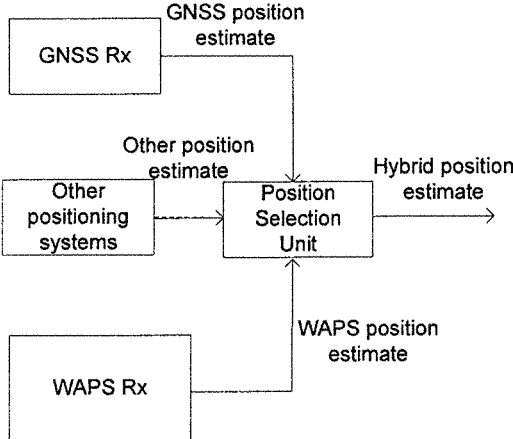 GNSS position
estimate
GNSS Rx
Other position
estimate
Hybrid position
estimate
Other
positioning
systems
Position
Selection
Unit
WAPS position
estimate
WAPS Rx